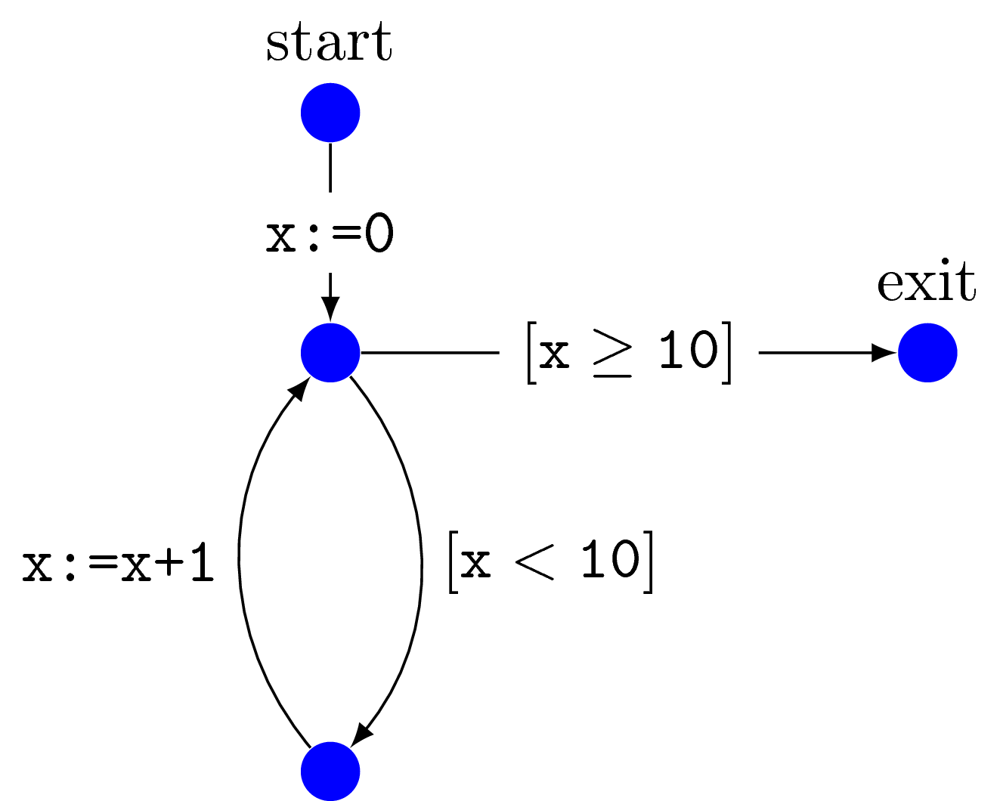 start
x:=0
exit
[x ≥ 10]
x:=x+1
[x < 10]